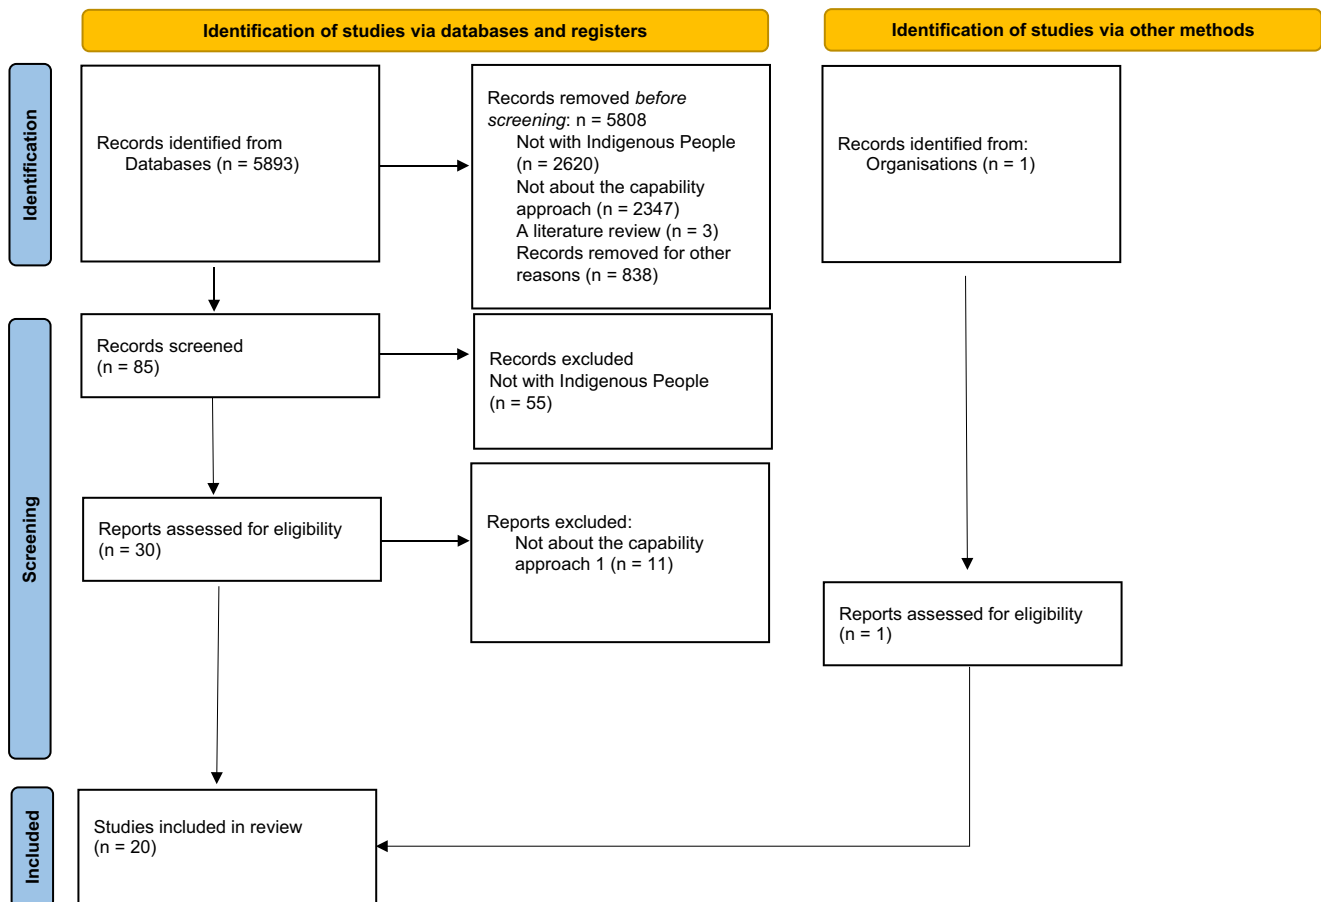 Identification of studies via databases and registers
Identification of studies via other methods
Identification
Records identified from
Databases (n = 5893)
Records removed before
screening: n = 5808
Not with Indigenous People
(n = 2620)
Not about the capability
approach (n = 2347)
A literature review (n = 3)
Records removed for other
reasons (n = 838)
Records identified from:
Organisations (n = 1)
Screening
Records screened
(n = 85)
Records excluded
Not with Indigenous People
(n = 55)
Reports assessed for eligibility
(n = 30)
Reports excluded:
Not about the capability
approach 1 (n = 11)
Reports assessed for eligibility
(n = 1)
Included
Studies included in review
(n = 20)